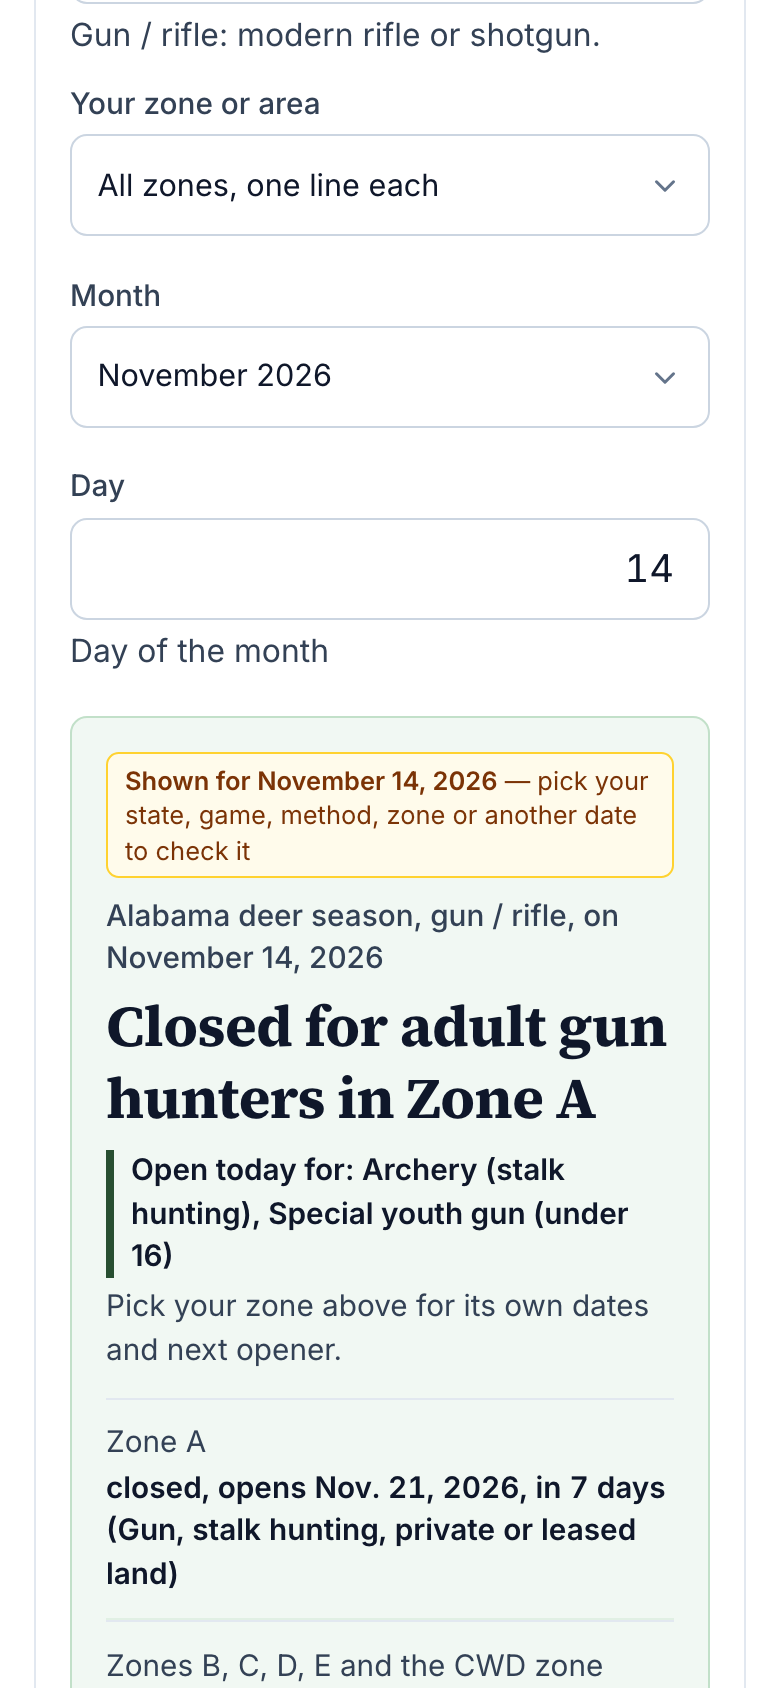 Gun / rifle: modern rifle or shotgun.
Your zone or area
All zones, one line each
Month
November 2026
Day
14
Day of the month
Shown for November 14, 2026 — pick your
state, game, method, zone or another date
to check it
Alabama deer season, gun / rifle, on
November 14, 2026
Closed for adult gun
hunters in Zone A
Open today for: Archery (stalk
hunting), Special youth gun (under
16)
Pick your zone above for its own dates
and next opener.
Zone A
closed, opens Nov. 21, 2026, in 7 days
(Gun, stalk hunting, private or leased
land)
Zones B, C, D, E and the CWD zone